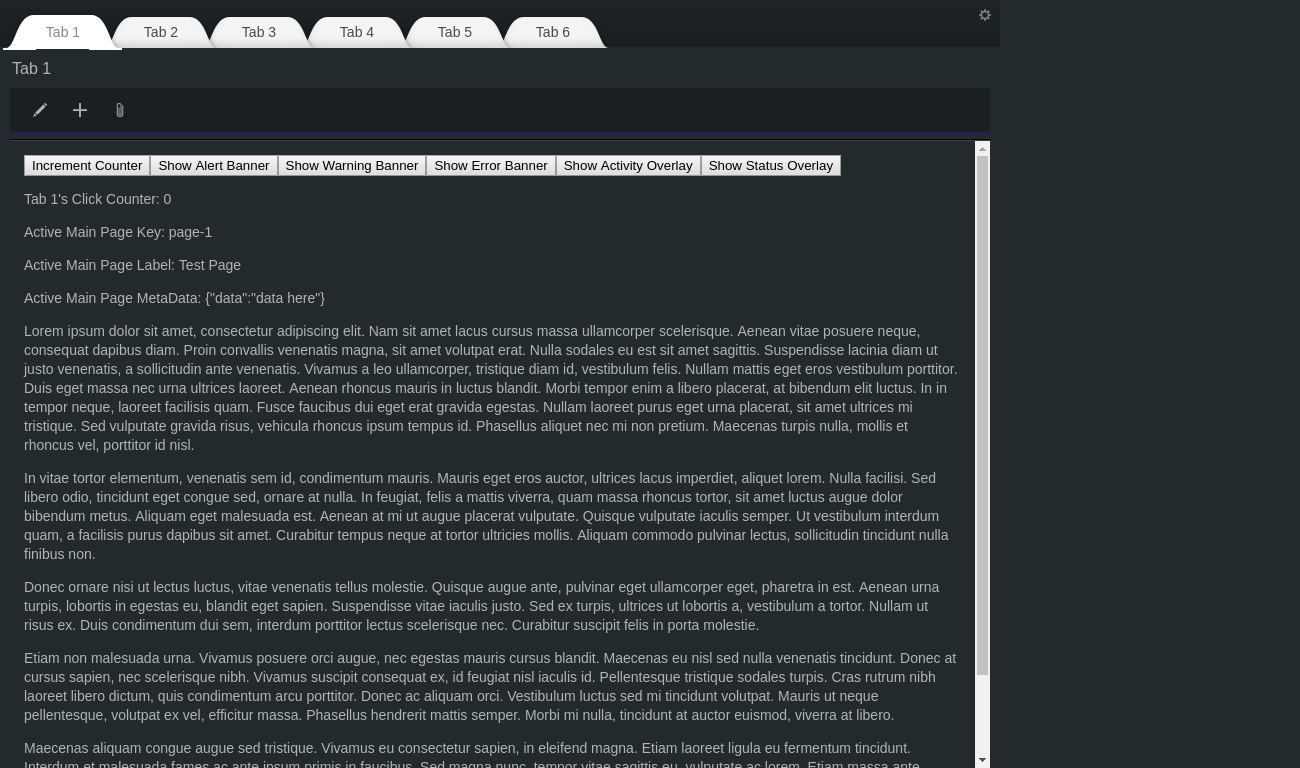 Tab 1
Tab 2
Tab 3
Tab 4
Tab 5
Tab 6
Tab 1
Increment Counter
Show Alert Banner
Show Warning Banner
Show Error Banner
Show Activity Overlay
Show Status Overlay
Tab 1's Click Counter: 0
Active Main Page Key: page-1
Active Main Page Label: Test Page
Active Main Page MetaData: {"data":"data here"}
Lorem ipsum dolor sit amet, consectetur adipiscing elit. Nam sit amet lacus cursus massa ullamcorper scelerisque. Aenean vitae posuere neque,
consequat dapibus diam. Proin convallis venenatis magna, sit amet volutpat erat. Nulla sodales eu est sit amet sagittis. Suspendisse lacinia diam ut
justo venenatis, a sollicitudin ante venenatis. Vivamus a leo ullamcorper, tristique diam id, vestibulum felis. Nullam mattis eget eros vestibulum porttitor.
Duis eget massa nec urna ultrices laoreet. Aenean rhoncus mauris in luctus blandit. Morbi tempor enim a libero placerat, at bibendum elit luctus. In in
tempor neque, laoreet facilisis quam. Fusce faucibus dui eget erat gravida egestas. Nullam laoreet purus eget urna placerat, sit amet ultrices mi
tristique. Sed vulputate gravida risus, vehicula rhoncus ipsum tempus id. Phasellus aliquet nec mi non pretium. Maecenas turpis nulla, mollis et
rhoncus vel, porttitor id nisl.
In vitae tortor elementum, venenatis sem id, condimentum mauris. Mauris eget eros auctor, ultrices lacus imperdiet, aliquet lorem. Nulla facilisi. Sed
libero odio, tincidunt eget congue sed, ornare at nulla. In feugiat, felis a mattis viverra, quam massa rhoncus tortor, sit amet luctus augue dolor
bibendum metus. Aliquam eget malesuada est. Aenean at mi ut augue placerat vulputate. Quisque vulputate iaculis semper. Ut vestibulum interdum
quam, a facilisis purus dapibus sit amet. Curabitur tempus neque at tortor ultricies mollis. Aliquam commodo pulvinar lectus, sollicitudin tincidunt nulla
finibus non.
Donec ornare nisi ut lectus luctus, vitae venenatis tellus molestie. Quisque augue ante, pulvinar eget ullamcorper eget, pharetra in est. Aenean urna
turpis, lobortis in egestas eu, blandit eget sapien. Suspendisse vitae iaculis justo. Sed ex turpis, ultrices ut lobortis a, vestibulum a tortor. Nullam ut
risus ex. Duis condimentum dui sem, interdum porttitor lectus scelerisque nec. Curabitur suscipit felis in porta molestie.
Etiam non malesuada urna. Vivamus posuere orci augue, nec egestas mauris cursus blandit. Maecenas eu nisl sed nulla venenatis tincidunt. Donec at
cursus sapien, nec scelerisque nibh. Vivamus suscipit consequat ex, id feugiat nisl iaculis id. Pellentesque tristique sodales turpis. Cras rutrum nibh
laoreet libero dictum, quis condimentum arcu porttitor. Donec ac aliquam orci. Vestibulum luctus sed mi tincidunt volutpat. Mauris ut neque
pellentesque, volutpat ex vel, efficitur massa. Phasellus hendrerit mattis semper. Morbi mi nulla, tincidunt at auctor euismod, viverra at libero.
Maecenas aliquam congue augue sed tristique. Vivamus eu consectetur sapien, in eleifend magna. Etiam laoreet ligula eu fermentum tincidunt.
Interdum et malesuada fames ac ante ipsum primis in faucibus. Sed magna nunc, tempor vitae sagittis eu, vulputate ac lorem. Etiam massa ante